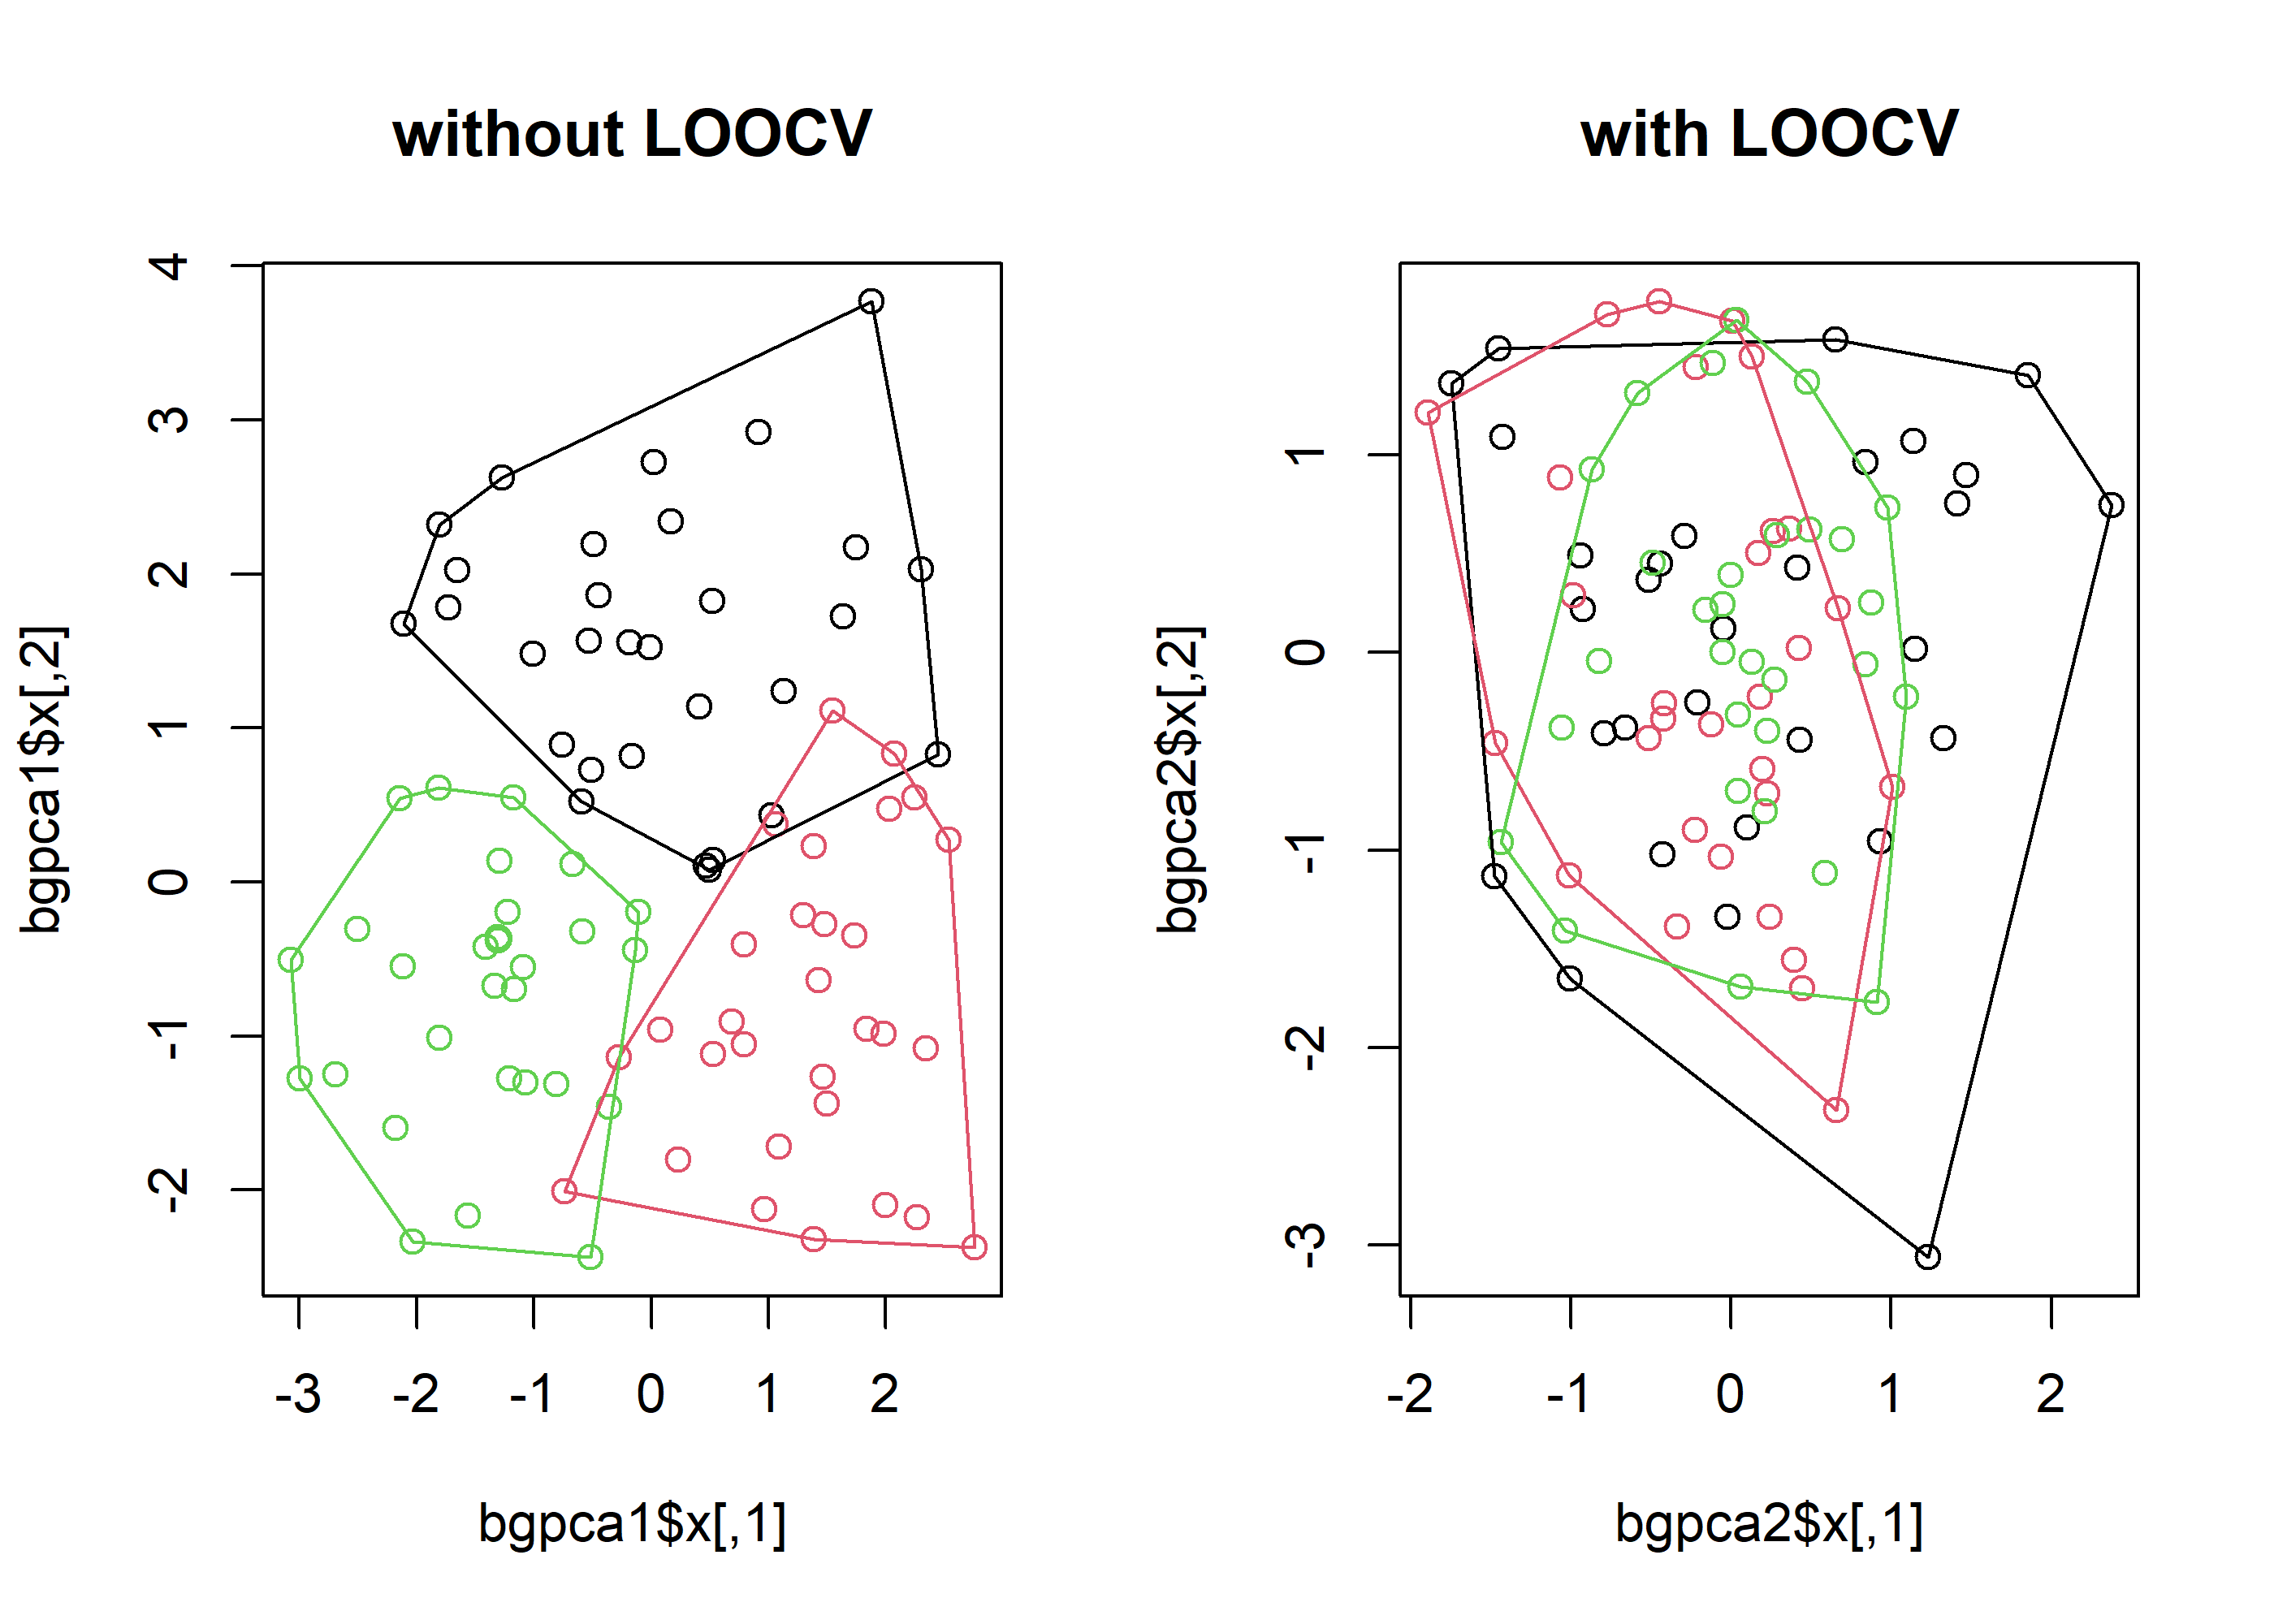 without LOOCV
4
3
2
1
0
-1
-2
bgpca1$x[,2]
-3 -2 -1 0 1 2
bgpca1$x[,1]
with LOOCV
1
0
-1
-2
-3
bgpca2$x[,2]
-2 -1 0 1 2
bgpca2$x[,1]